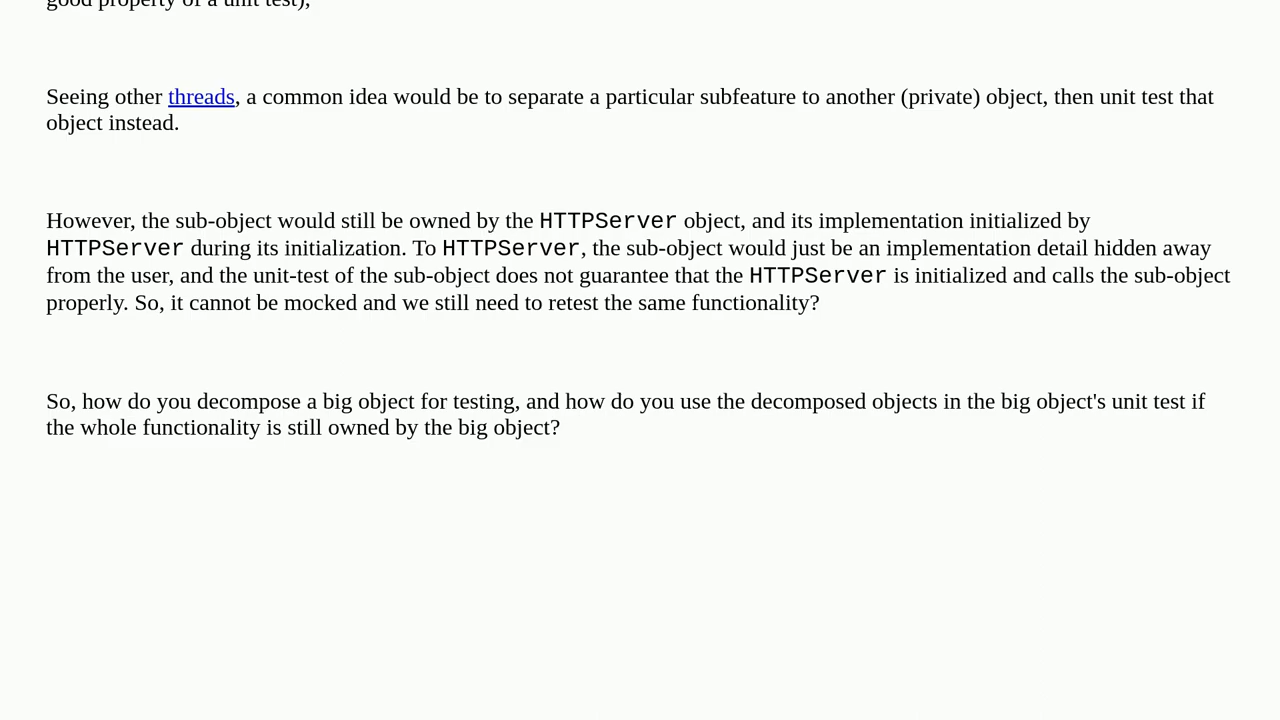 good property of a unit test),
Seeing other threads, a common idea would be to separate a particular subfeature to another (private) object, then unit test that
object instead.
However, the sub-object would still be owned by the HTTPServer object, and its implementation initialized by
HTTPServer during its initialization. To HTTPServer, the sub-object would just be an implementation detail hidden away
from the user, and the unit-test of the sub-object does not guarantee that the HTTPServer is initialized and calls the sub-object
properly. So, it cannot be mocked and we still need to retest the same functionality?
So, how do you decompose a big object for testing, and how do you use the decomposed objects in the big object's unit test if
the whole functionality is still owned by the big object?